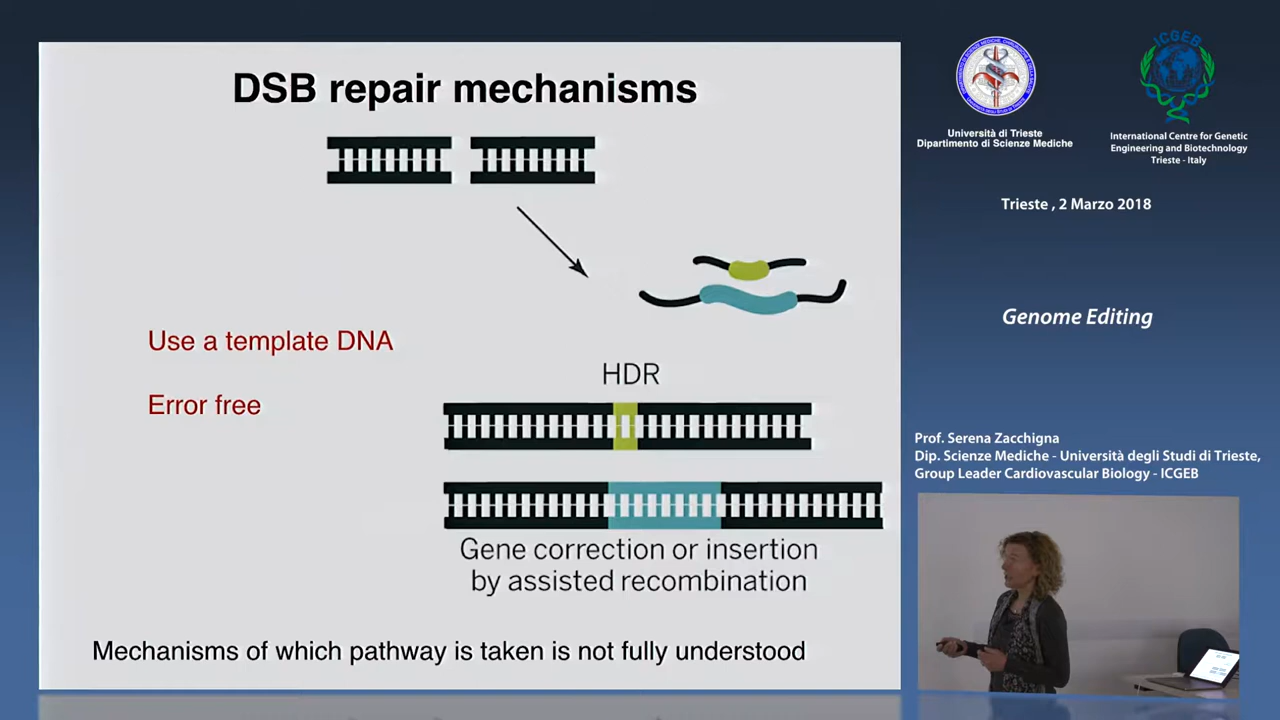 DSB repair mechanisms
Use a template DNA
Error free
HDR
Gene correction or insertion
by assisted recombination
Mechanisms of which pathway is taken is not fully understood
ICGEB
Università di Trieste
Dipartimento di Scienze Mediche
International Centre for Genetic
Engineering and Biotechnology
Trieste - Italy
Trieste , 2 Marzo 2018
Genome Editing
Prof. Serena Zacchigna
Dip. Scienze Mediche - Università degli Studi di Trieste,
Group Leader Cardiovascular Biology - ICGEB